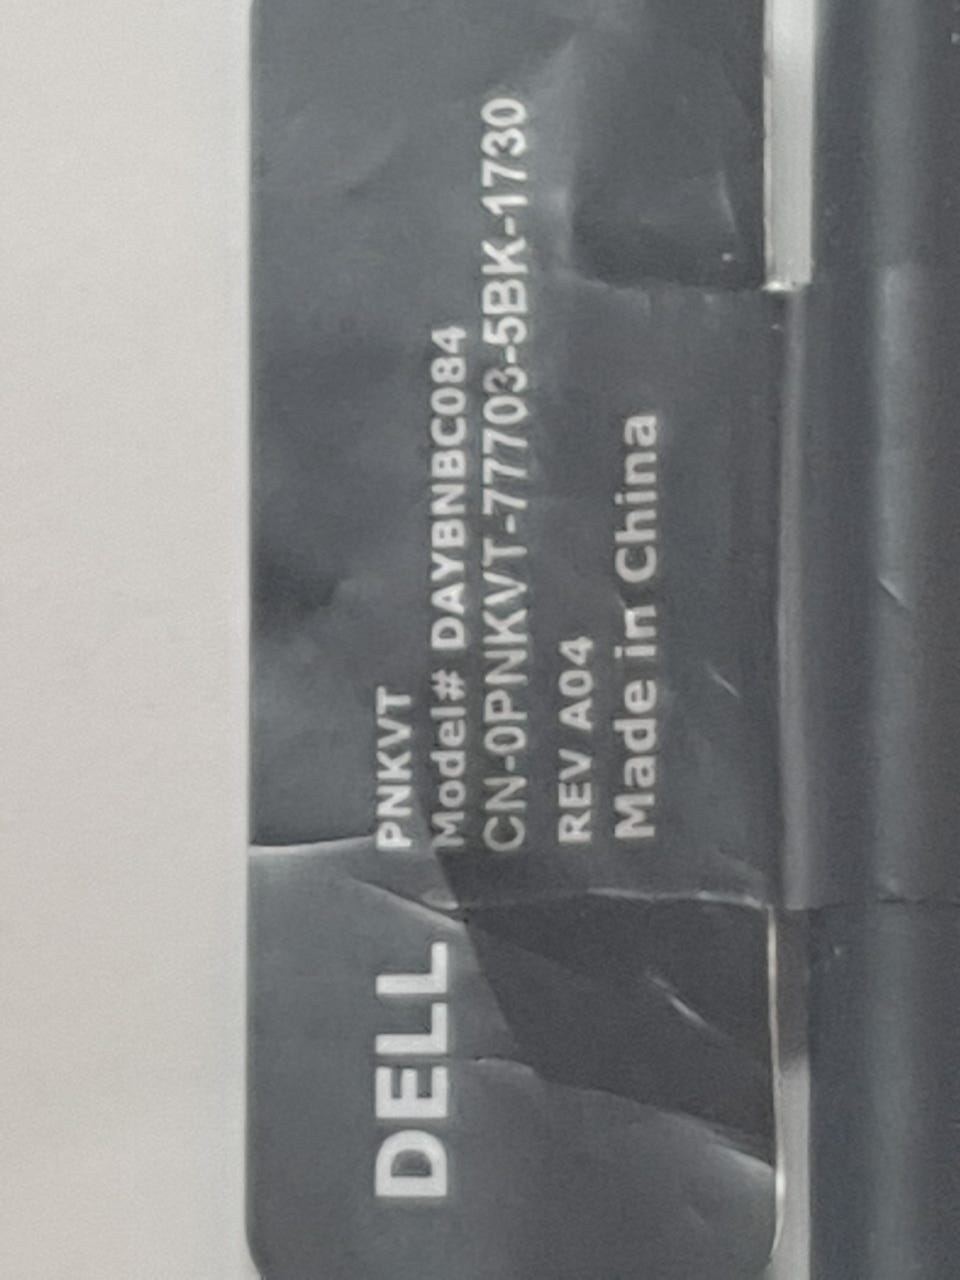 DELL
PNKVT
Model# DAYBNBC084
CN-0PNKVT-77703-5BK-1730
REV A04
Made in China